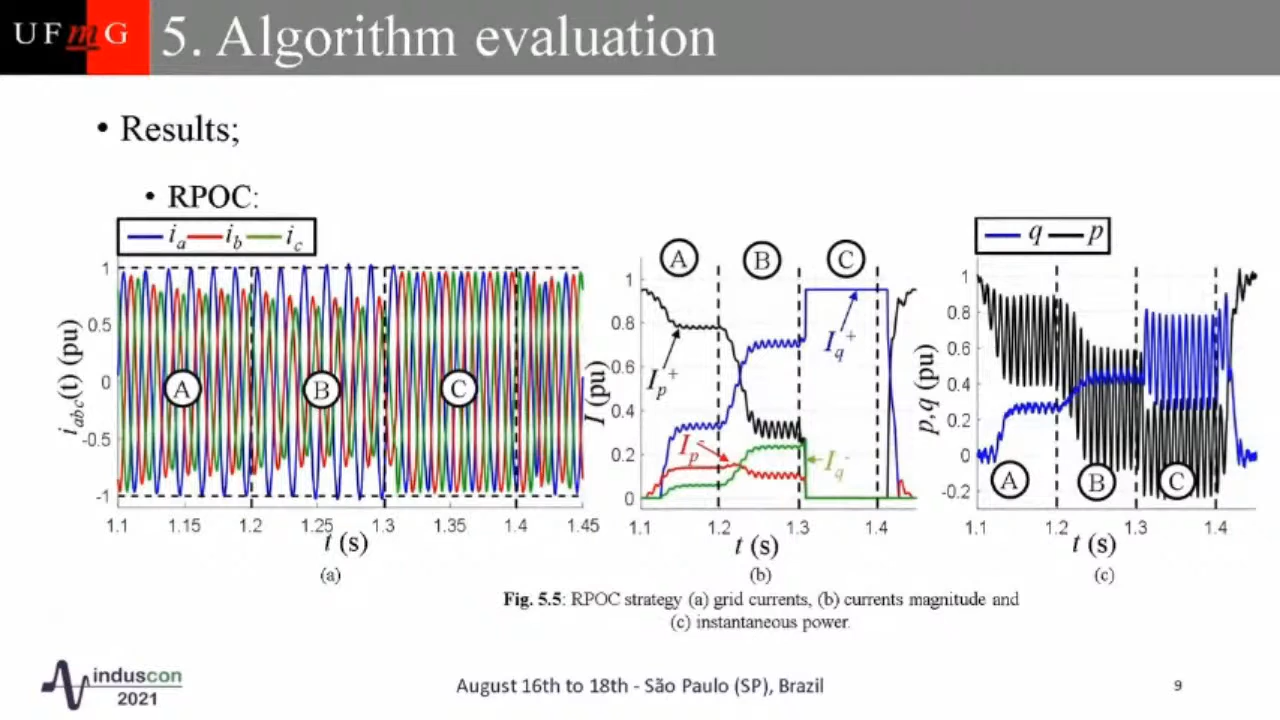 UFmG
5. Algorithm evaluation
• Results;
• RPOC:
i_a i_b i_c
1
0.5
0
-0.5
-1
i_abc(t) (pu)
A
B
C
1.1 1.15 1.2 1.25 1.3 1.35 1.4 1.45
t (s)
(a)
A
B
C
1
0.8
0.6
0.4
0.2
0
I (pu)
I_p^+
I_q^+
I_p^-
I_q^-
1.1 1.2 1.3 1.4
t (s)
(b)
q p
1
0.8
0.6
0.4
0.2
0
-0.2
p,q (pu)
A
B
C
1.1 1.2 1.3 1.4
t (s)
(c)
Fig. 5.5: RPOC strategy (a) grid currents, (b) currents magnitude and
(c) instantaneous power.
induscon
2021
August 16th to 18th - São Paulo (SP), Brazil
9